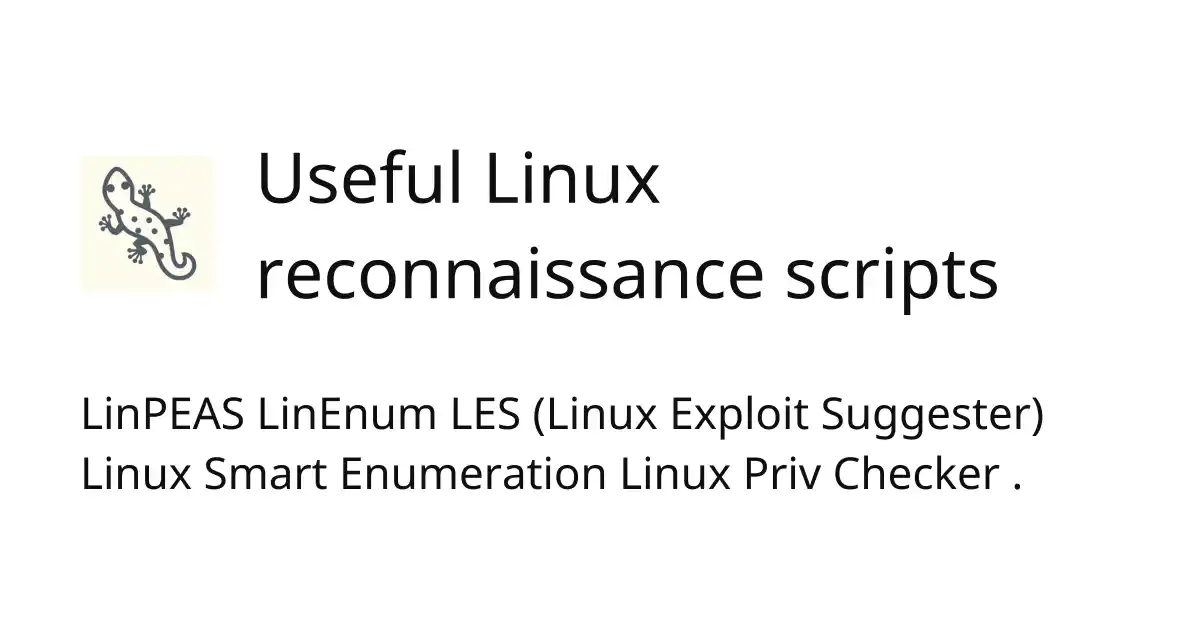 Useful Linux
reconnaissance scripts
LinPEAS LinEnum LES (Linux Exploit Suggester)
Linux Smart Enumeration Linux Priv Checker .